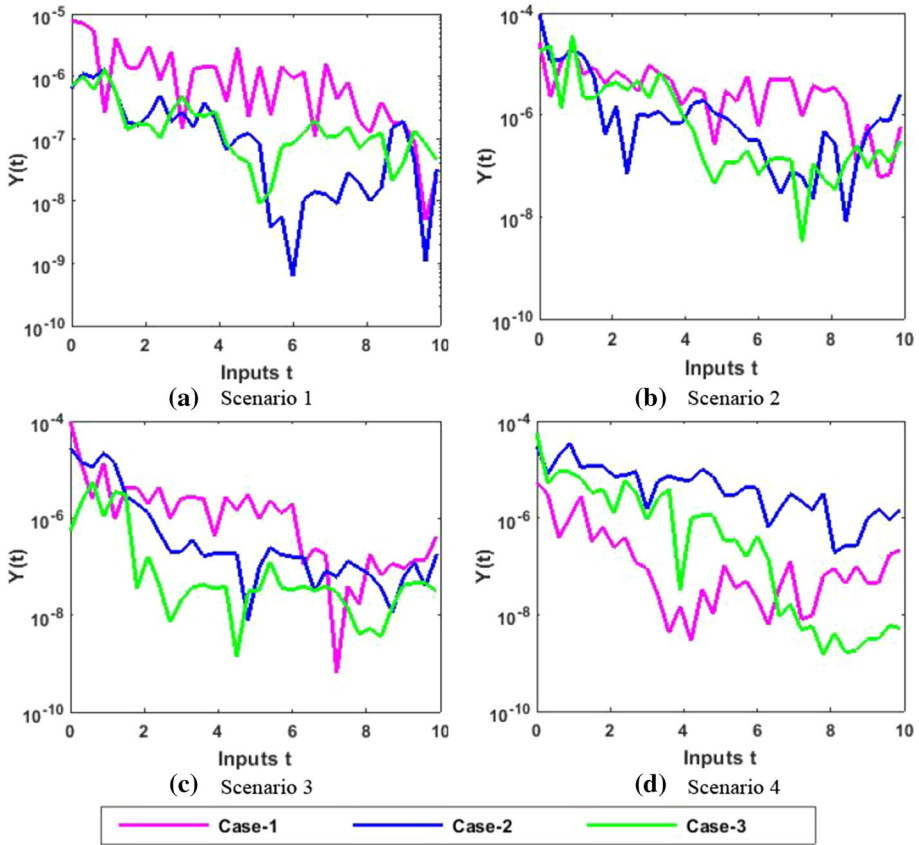 10^-5
10^-6
10^-7
10^-8
10^-9
10^-10
Y(t)
0 2 4 6 8 10
Inputs t
(a) Scenario 1
10^-4
10^-6
10^-8
10^-10
Y(t)
0 2 4 6 8 10
Inputs t
(b) Scenario 2
10^-4
10^-6
10^-8
10^-10
Y(t)
0 2 4 6 8 10
Inputs t
(c) Scenario 3
10^-4
10^-6
10^-8
10^-10
Y(t)
0 2 4 6 8 10
Inputs t
(d) Scenario 4
Case-1 Case-2 Case-3